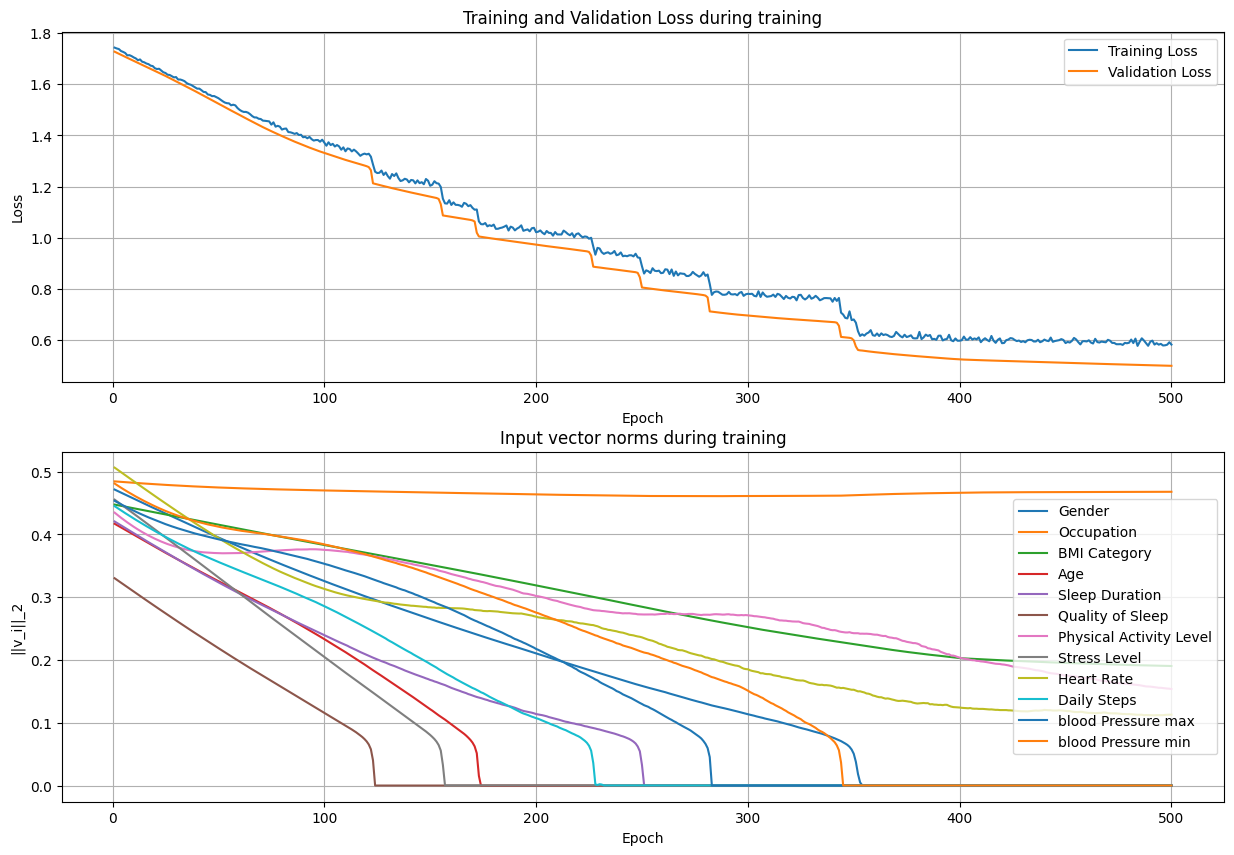 Training and Validation Loss during training
Loss
1.8
1.6
1.4
1.2
1.0
0.8
0.6
Training Loss
Validation Loss
0 100 200 300 400 500
Epoch
Input vector norms during training
||v_i||_2
0.5
0.4
0.3
0.2
0.1
0.0
Gender
Occupation
BMI Category
Age
Sleep Duration
Quality of Sleep
Physical Activity Level
Stress Level
Heart Rate
Daily Steps
blood Pressure max
blood Pressure min
0 100 200 300 400 500
Epoch